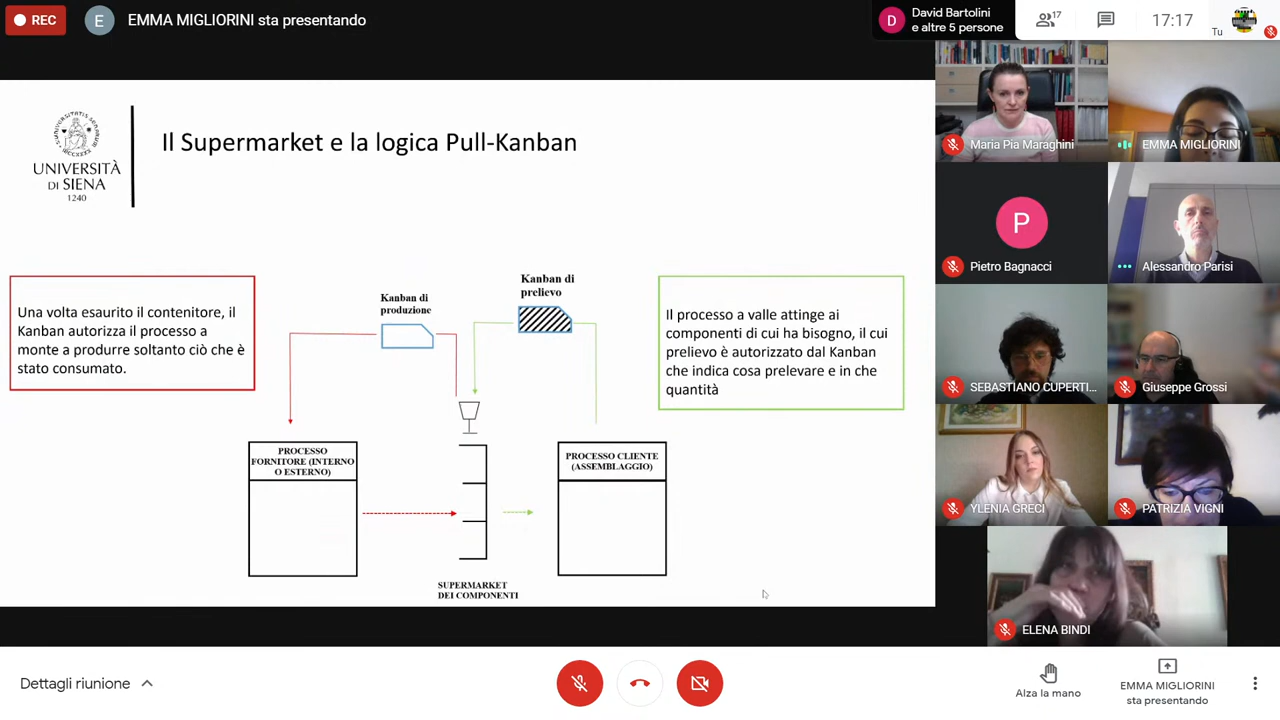 REC
E
EMMA MIGLIORINI sta presentando
D
David Bartolini
e altre 5 persone
17
17:17
Tu
UNIVERSITÀ
DI SIENA
1240
Il Supermarket e la logica Pull-Kanban
Una volta esaurito il contenitore, il
Kanban autorizza il processo a
monte a produrre soltanto ciò che è
stato consumato.
Kanban di
produzione
Kanban di
prelievo
Il processo a valle attinge ai
componenti di cui ha bisogno, il cui
prelievo è autorizzato dal Kanban
che indica cosa prelevare e in che
quantità
PROCESSO
FORNITORE (INTERNO
O ESTERNO)
PROCESSO CLIENTE
(ASSEMBLAGGIO)
SUPERMARKET
DEI COMPONENTI
Maria Pia Maraghini
EMMA MIGLIORINI
P
Pietro Bagnacci
Alessandro Parisi
SEBASTIANO CUPERTI...
Giuseppe Grossi
YLENIA GRECI
PATRIZIA VIGNI
ELENA BINDI
Dettagli riunione
Alza la mano
EMMA MIGLIORINI
sta presentando